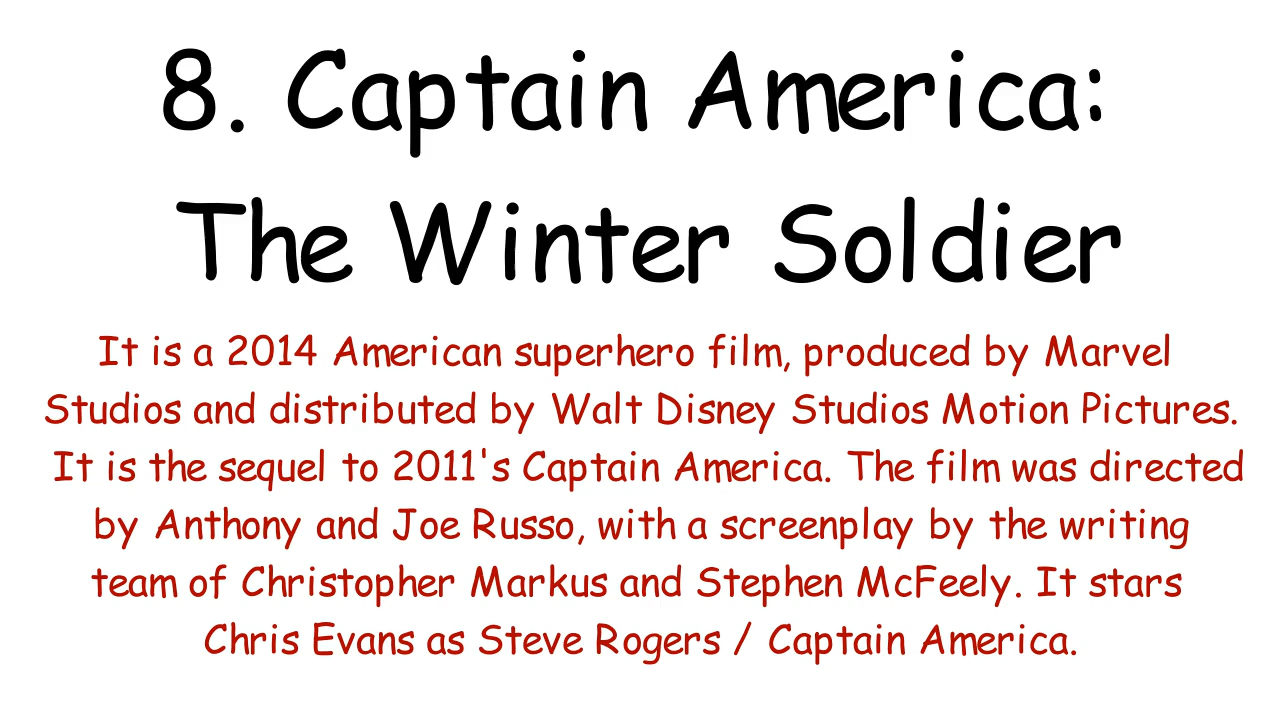 8. Captain America:
The Winter Soldier
It is a 2014 American superhero film, produced by Marvel
Studios and distributed by Walt Disney Studios Motion Pictures.
It is the sequel to 2011's Captain America. The film was directed
by Anthony and Joe Russo, with a screenplay by the writing
team of Christopher Markus and Stephen McFeely. It stars
Chris Evans as Steve Rogers / Captain America.